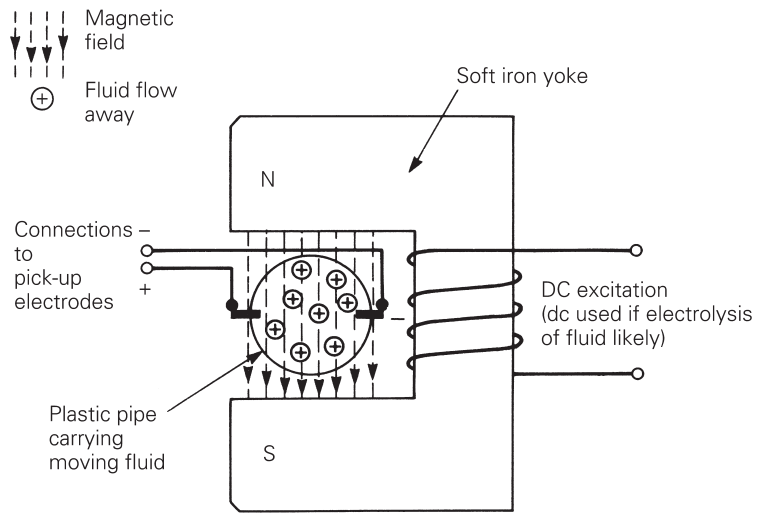 Magnetic
field
Fluid flow
away
Soft iron yoke
N
Connections –
to
pick-up
electrodes
+
–
DC excitation
(dc used if electrolysis
of fluid likely)
Plastic pipe
carrying
moving fluid
S